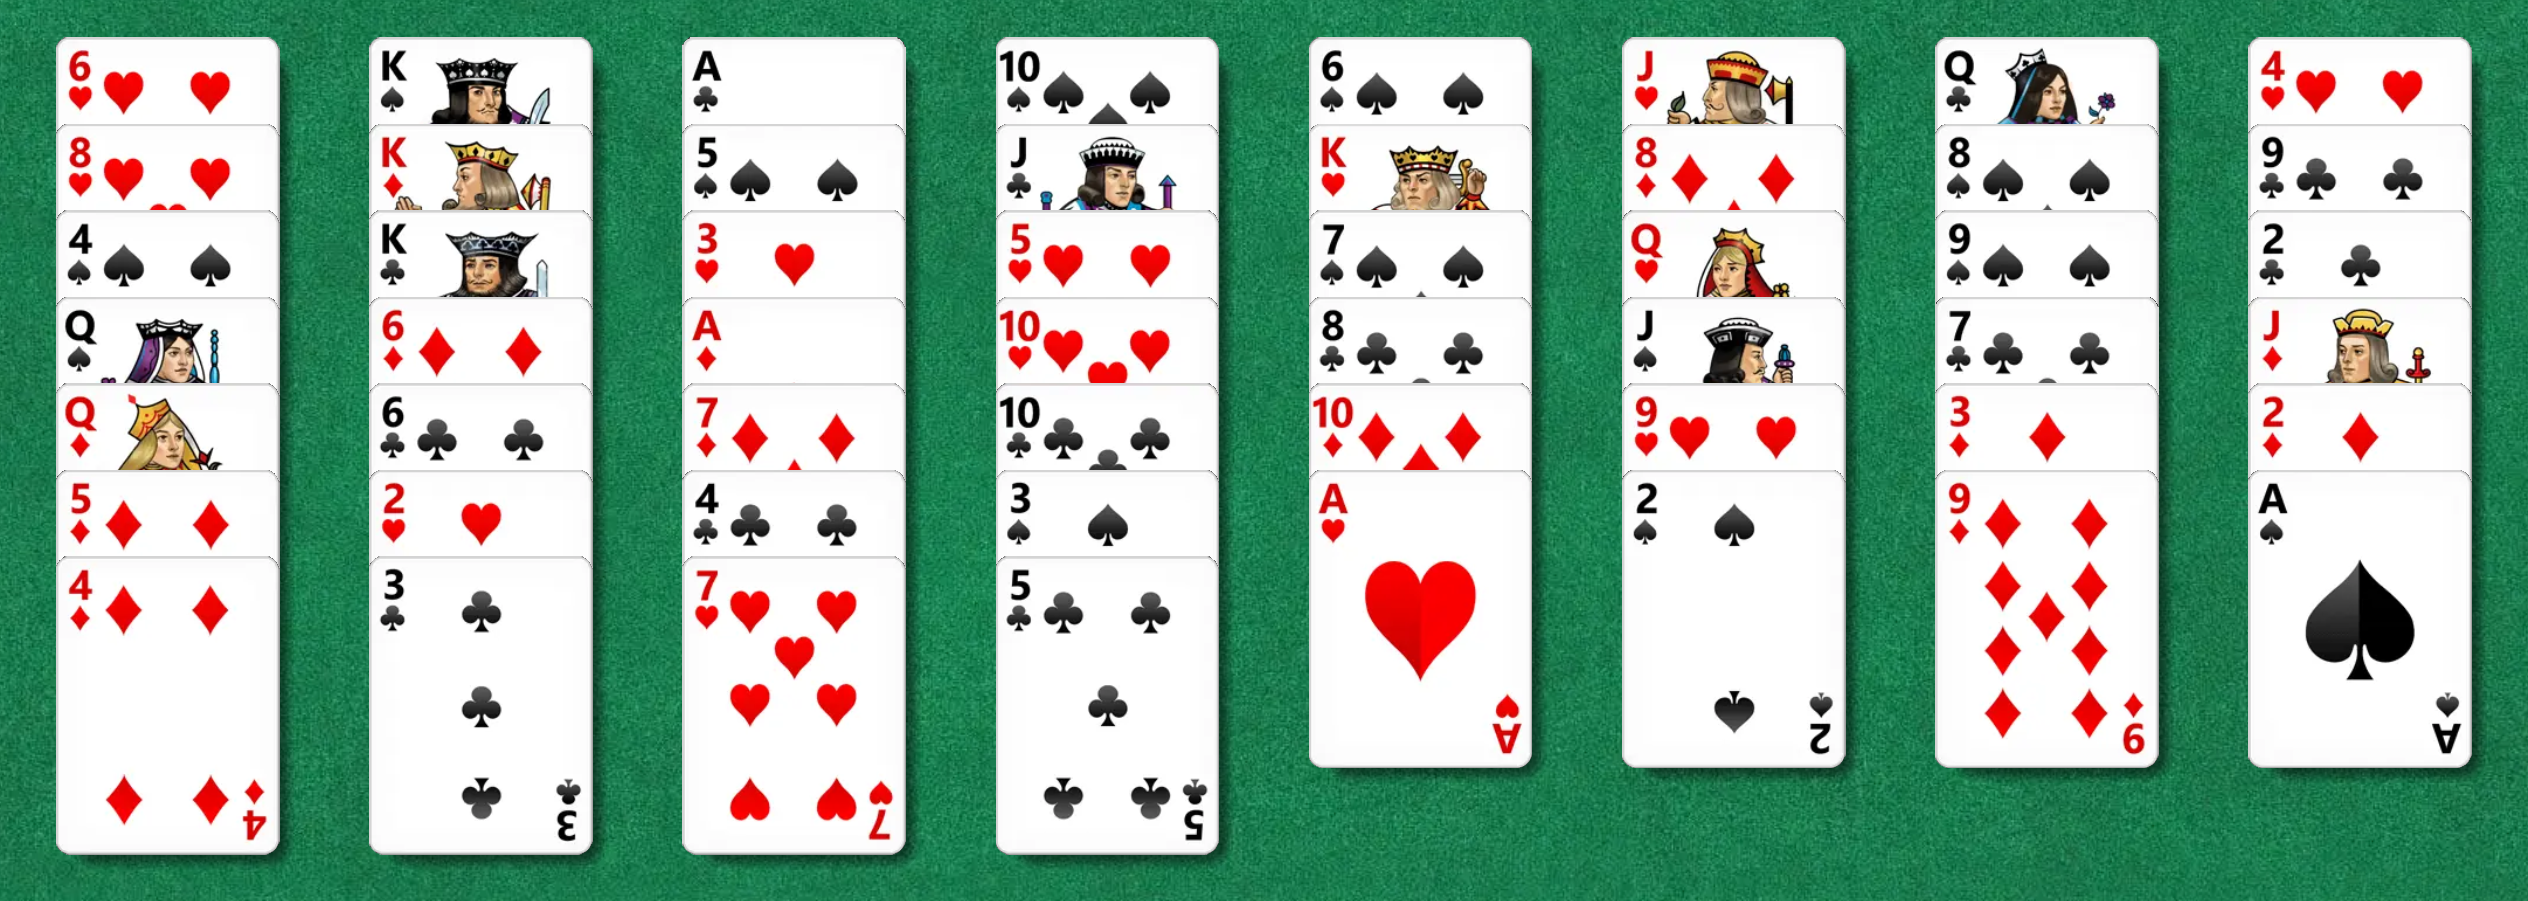 6 K A 10 6 J Q 4
8 K 5 J K 8 8 9
4 K 3 5 7 Q 9 2
Q 6 A 10 8 J 7 J
Q 6 7 10 10 9 3 2
5 2 4 3 A 2 9 A
4 3 7 5
A 2 9 A
4 3 7 5